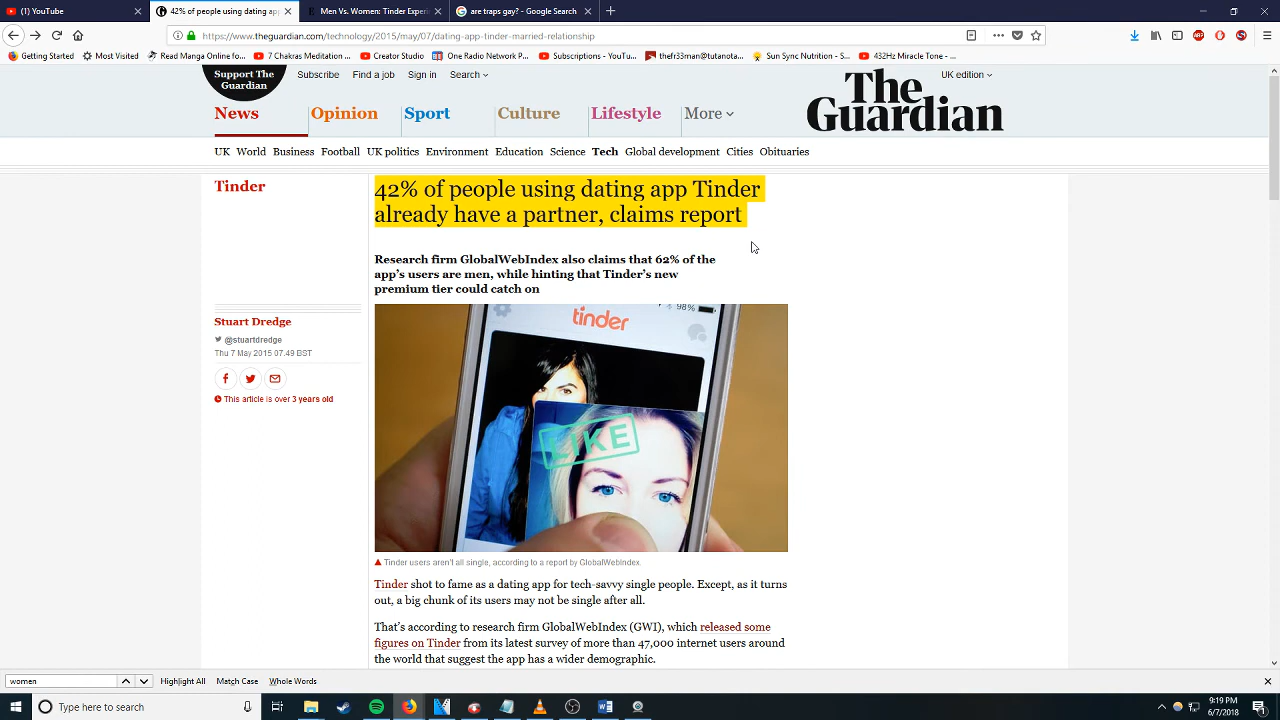 (1) YouTube
42% of people using dating app
Men Vs. Women: Tinder Experi
are traps gay? - Google Search
https://www.theguardian.com/technology/2015/may/07/dating-app-tinder-married-relationship
Getting Started
Most Visited
Read Manga Online fo
7 Chakras Meditation
Creator Studio
One Radio Network P...
Subscriptions - YouTu...
thefr33man@tutanota...
Sun Sync Nutrition - S...
432Hz Miracle Tone - ...
Support The
Guardian
Subscribe
Find a job
Sign in
Search
UK edition
The
Guardian
News
Opinion
Sport
Culture
Lifestyle
More
UK World Business Football UK politics Environment Education Science Tech Global development Cities Obituaries
Tinder
42% of people using dating app Tinder
already have a partner, claims report
Research firm GlobalWebIndex also claims that 62% of the
app's users are men, while hinting that Tinder's new
premium tier could catch on
Stuart Dredge
@stuartdredge
Thu 7 May 2015 07.49 BST
This article is over 3 years old
98%
tinder
LIKE
Tinder users aren't all single, according to a report by GlobalWebIndex.
Tinder shot to fame as a dating app for tech-savvy single people. Except, as it turns
out, a big chunk of its users may not be single after all.
That's according to research firm GlobalWebIndex (GWI), which released some
figures on Tinder from its latest survey of more than 47,000 internet users around
the world that suggest the app has a wider demographic.
women
Highlight All
Match Case
Whole Words
Type here to search
9:19 PM
6/7/2018